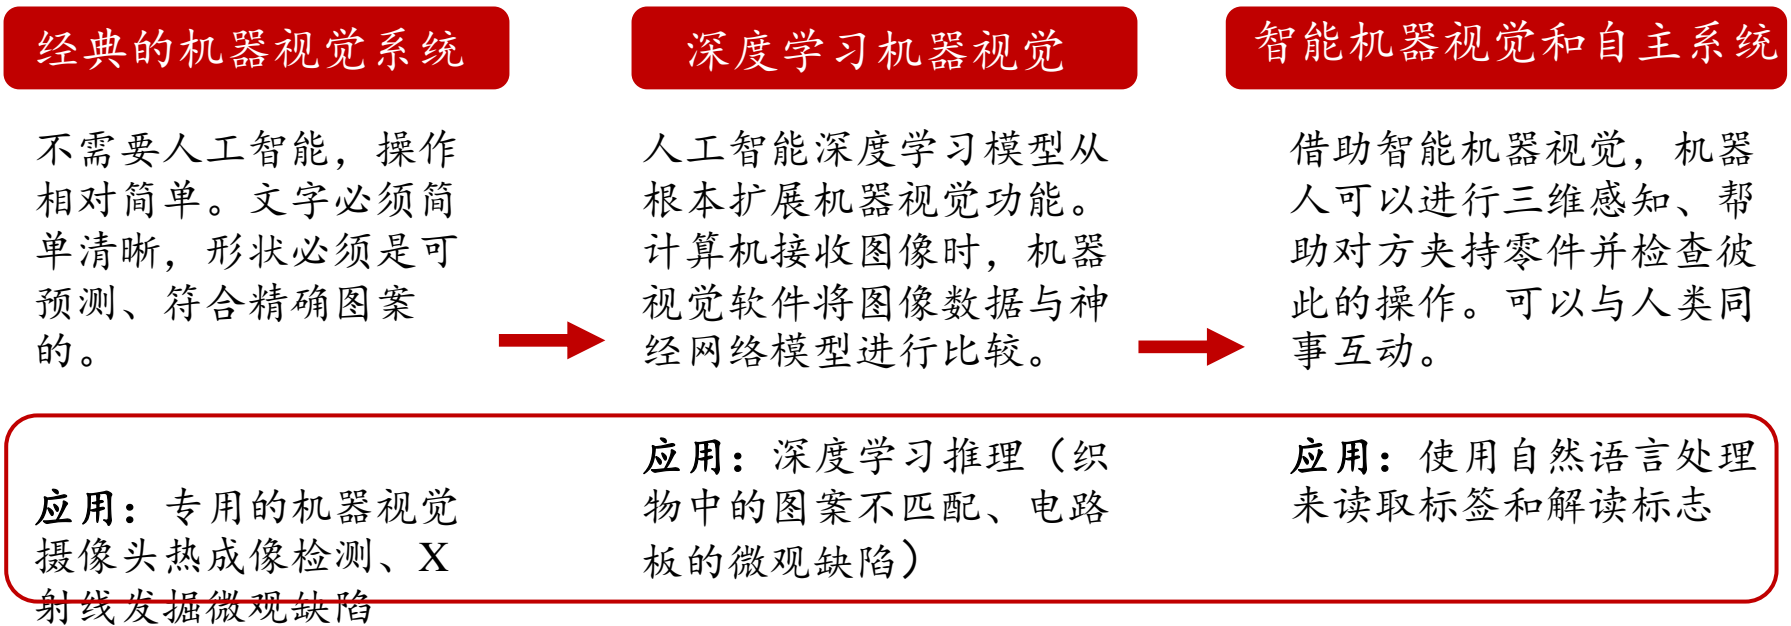 经典的机器视觉系统
不需要人工智能，操作
相对简单。文字必须简
单清晰，形状必须是可
预测、符合精确图案
的。
应用：专用的机器视觉
摄像头热成像检测、X
射线发掘微观缺陷
深度学习机器视觉
人工智能深度学习模型从
根本扩展机器视觉功能。
计算机接收图像时，机器
视觉软件将图像数据与神
经网络模型进行比较。
应用：深度学习推理（织
物中的图案不匹配、电路
板的微观缺陷）
智能机器视觉和自主系统
借助智能机器视觉，机器
人可以进行三维感知、帮
助对方夹持零件并检查彼
此的操作。可以与人类同
事互动。
应用：使用自然语言处理
来读取标签和解读标志